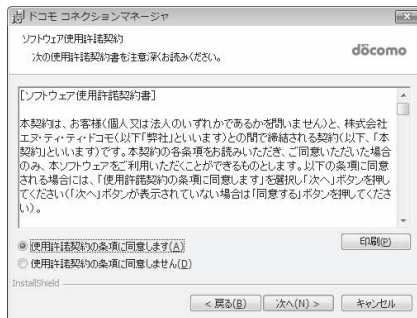 ドコモ コネクションマネージャ
ソフトウェア使用許諾契約
次の使用許諾契約書を注意深くお読みください。
döcomo
[ソフトウェア使用許諾契約書]
本契約は、お客様(個人又は法人のいずれかであるかを問いません)と、株式会社
エヌ・ティ・ティ・ドコモ(以下「弊社」といいます)との間で締結される契約(以下、「本
契約」といいます)です。本契約の各条項をお読みいただき、ご同意いただいた場合
のみ、本ソフトウェアをご利用いただくことができるものとします。以下の条項に同意
される場合には、「使用許諾契約の条項に同意します」を選択し「次へ」ボタンを押し
てください(「次へ」ボタンが表示されていない場合は「同意する」ボタンを押してくださ
い)。
使用許諾契約の条項に同意します(A)
印刷(P)
使用許諾契約の条項に同意しません(D)
InstallShield
< 戻る(B)
次へ(N) >
キャンセル